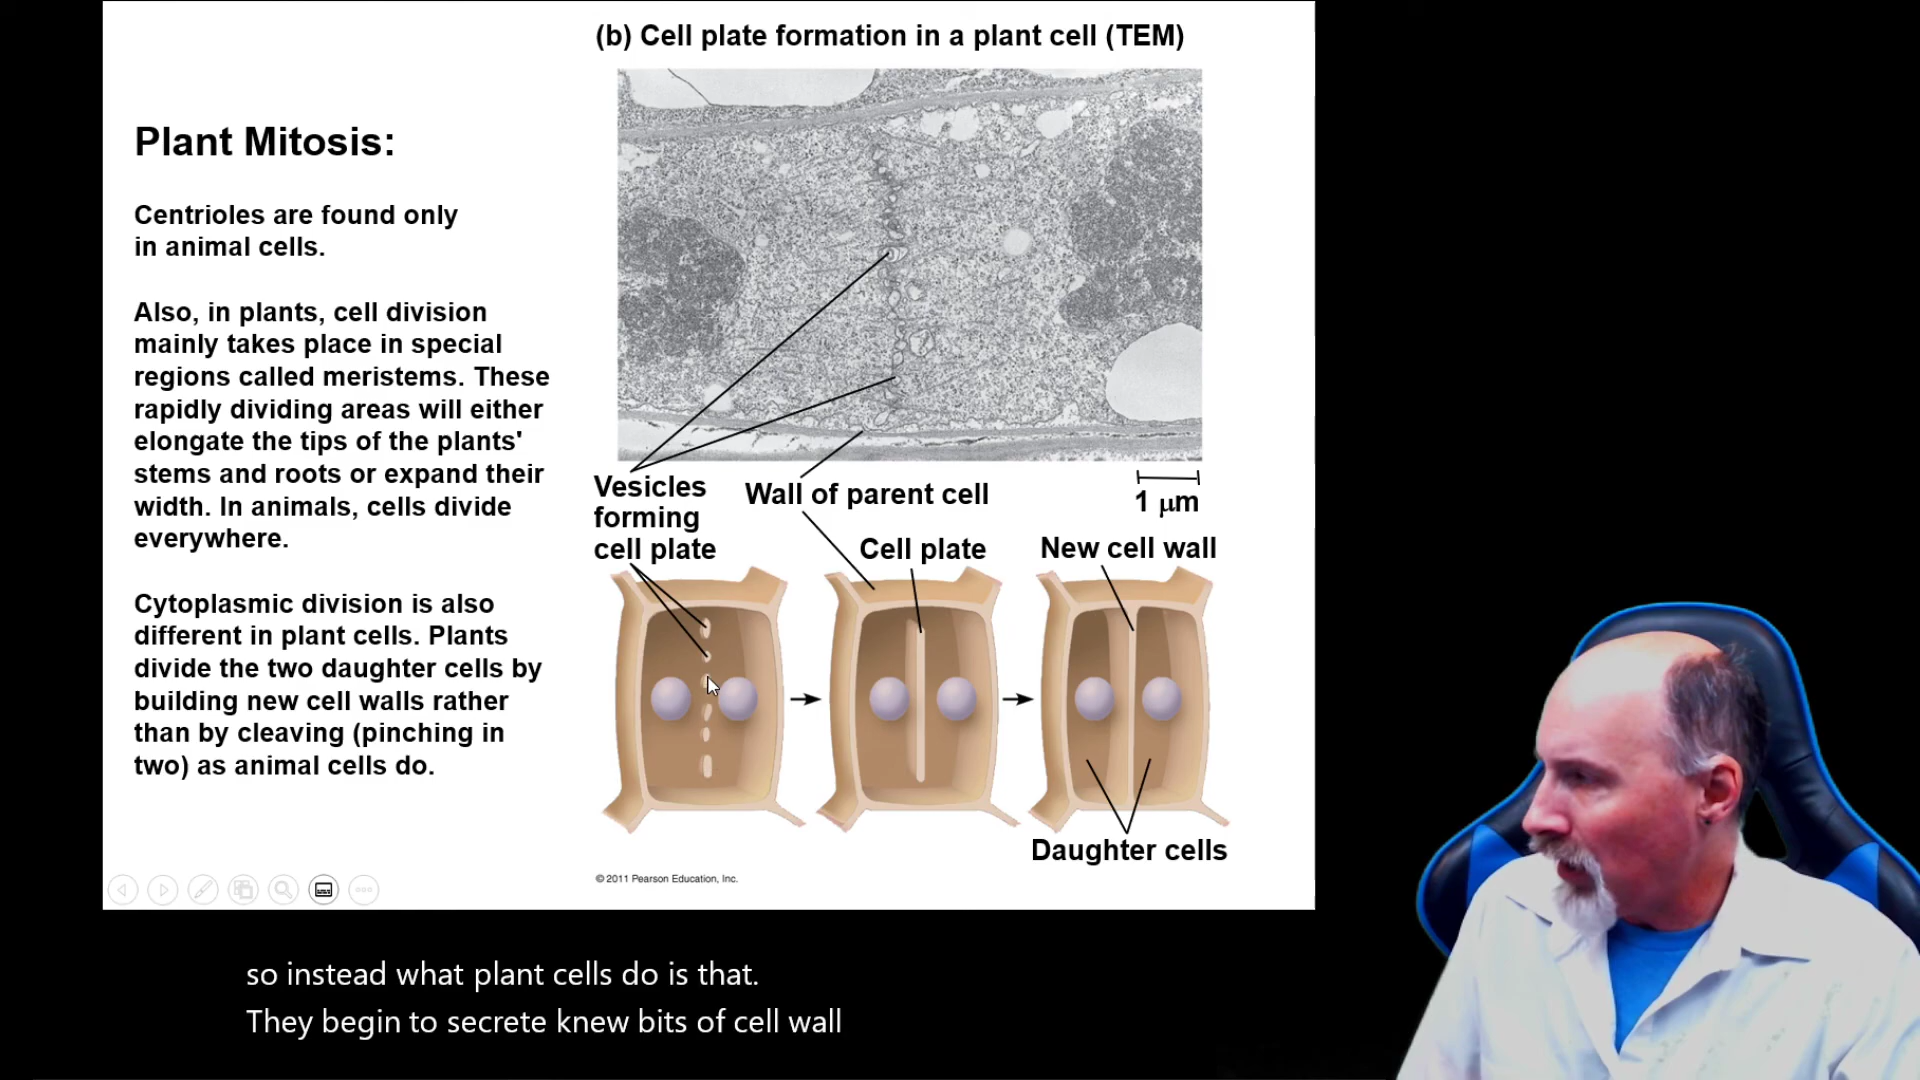 (b) Cell plate formation in a plant cell (TEM)
Plant Mitosis:
Centrioles are found only
in animal cells.
Also, in plants, cell division
mainly takes place in special
regions called meristems. These
rapidly dividing areas will either
elongate the tips of the plants'
stems and roots or expand their
width. In animals, cells divide
everywhere.
Cytoplasmic division is also
different in plant cells. Plants
divide the two daughter cells by
building new cell walls rather
than by cleaving (pinching in
two) as animal cells do.
Vesicles
forming
cell plate
Wall of parent cell
1 μm
Cell plate
New cell wall
Daughter cells
© 2011 Pearson Education, Inc.
so instead what plant cells do is that.
They begin to secrete knew bits of cell wall